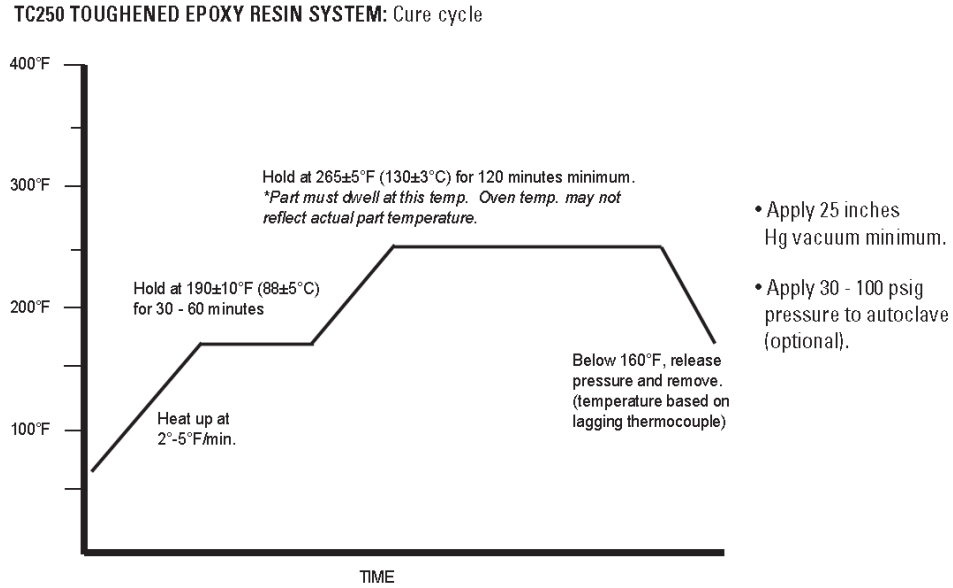 TC250 TOUGHENED EPOXY RESIN SYSTEM: Cure cycle
400°F
300°F
200°F
100°F
Hold at 265±5°F (130±3°C) for 120 minutes minimum.
*Part must dwell at this temp.  Oven temp. may not
reflect actual part temperature.
Hold at 190±10°F (88±5°C)
for 30 - 60 minutes
Heat up at
2°-5°F/min.
Below 160°F, release
pressure and remove.
(temperature based on
lagging thermocouple)
TIME
• Apply 25 inches
Hg vacuum minimum.
• Apply 30 - 100 psig
pressure to autoclave
(optional).